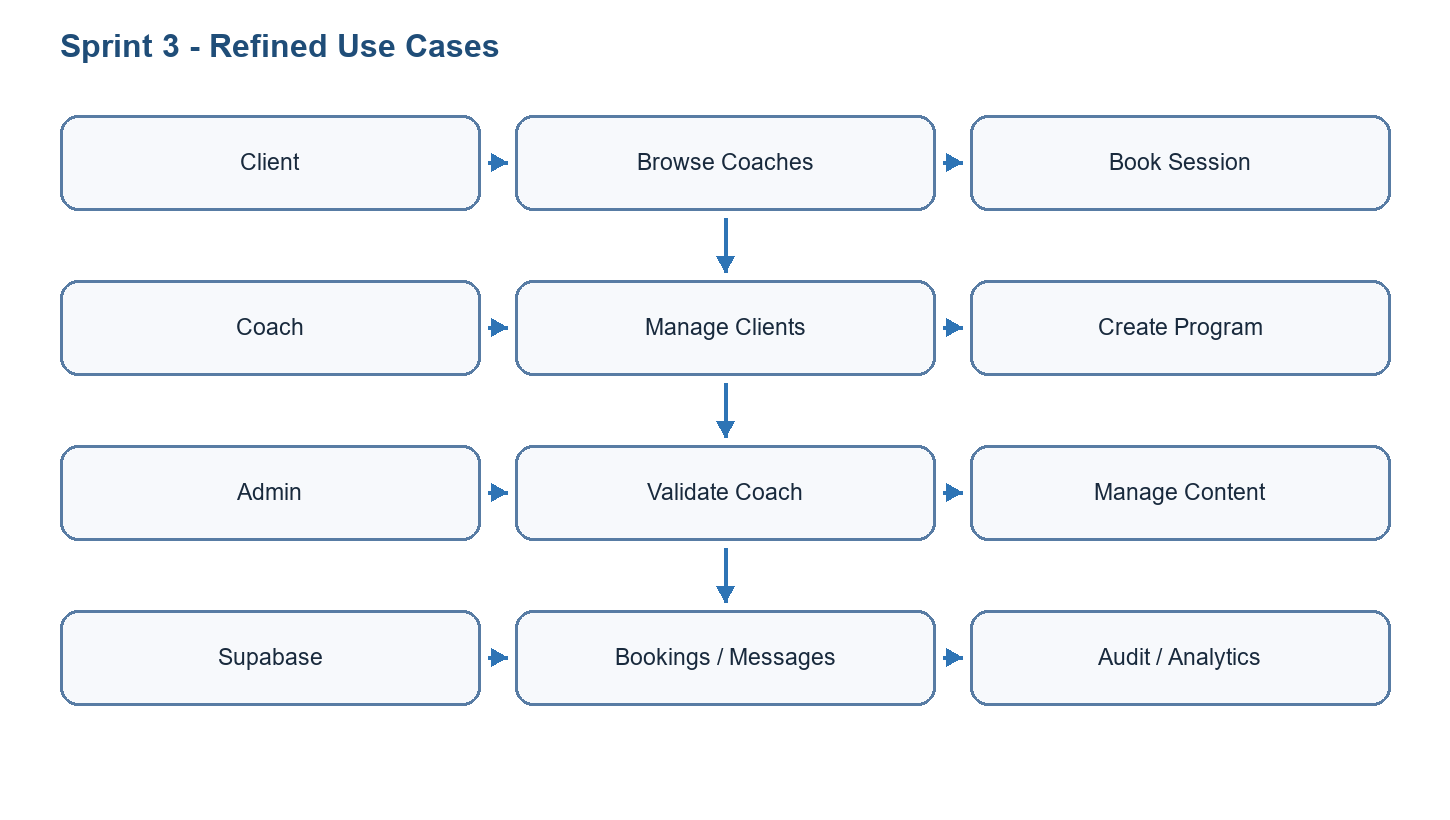 Sprint 3 - Refined Use Cases
Client
Browse Coaches
Book Session
Coach
Manage Clients
Create Program
Admin
Validate Coach
Manage Content
Supabase
Bookings / Messages
Audit / Analytics